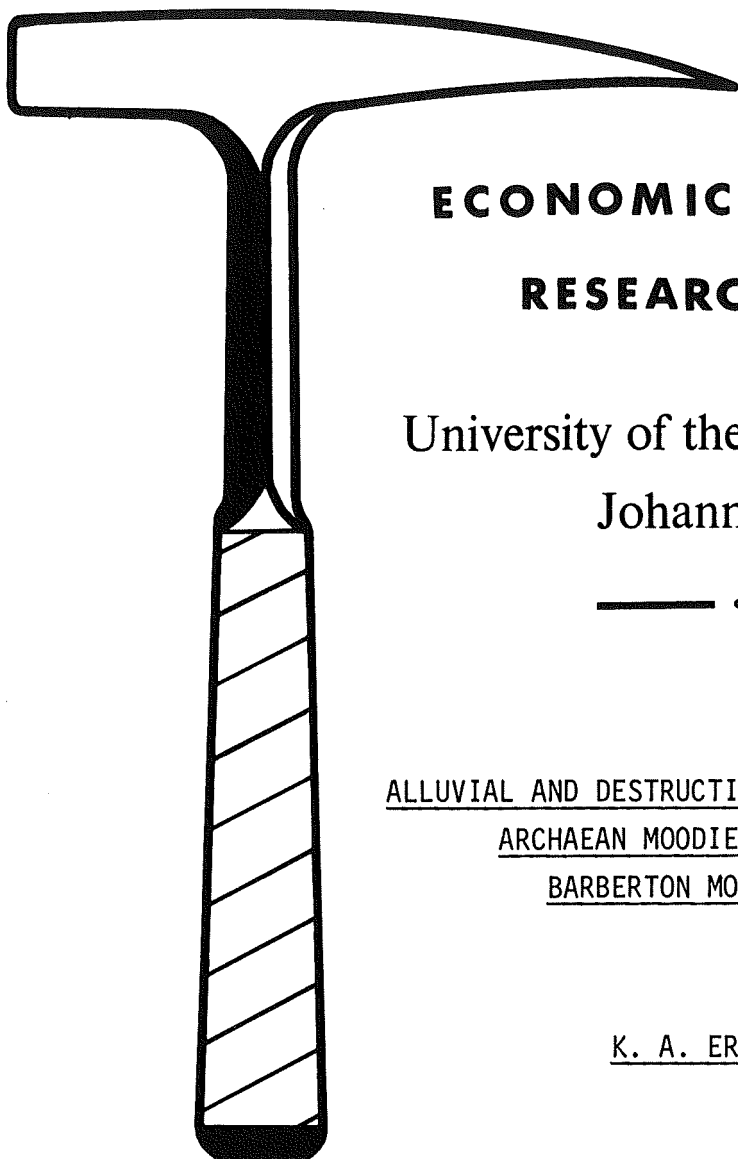 ECONOMIC
RESEARC
University of the
Johann
ALLUVIAL AND DESTRUCTI
ARCHAEAN MOODIE
BARBERTON MO
K. A. ER